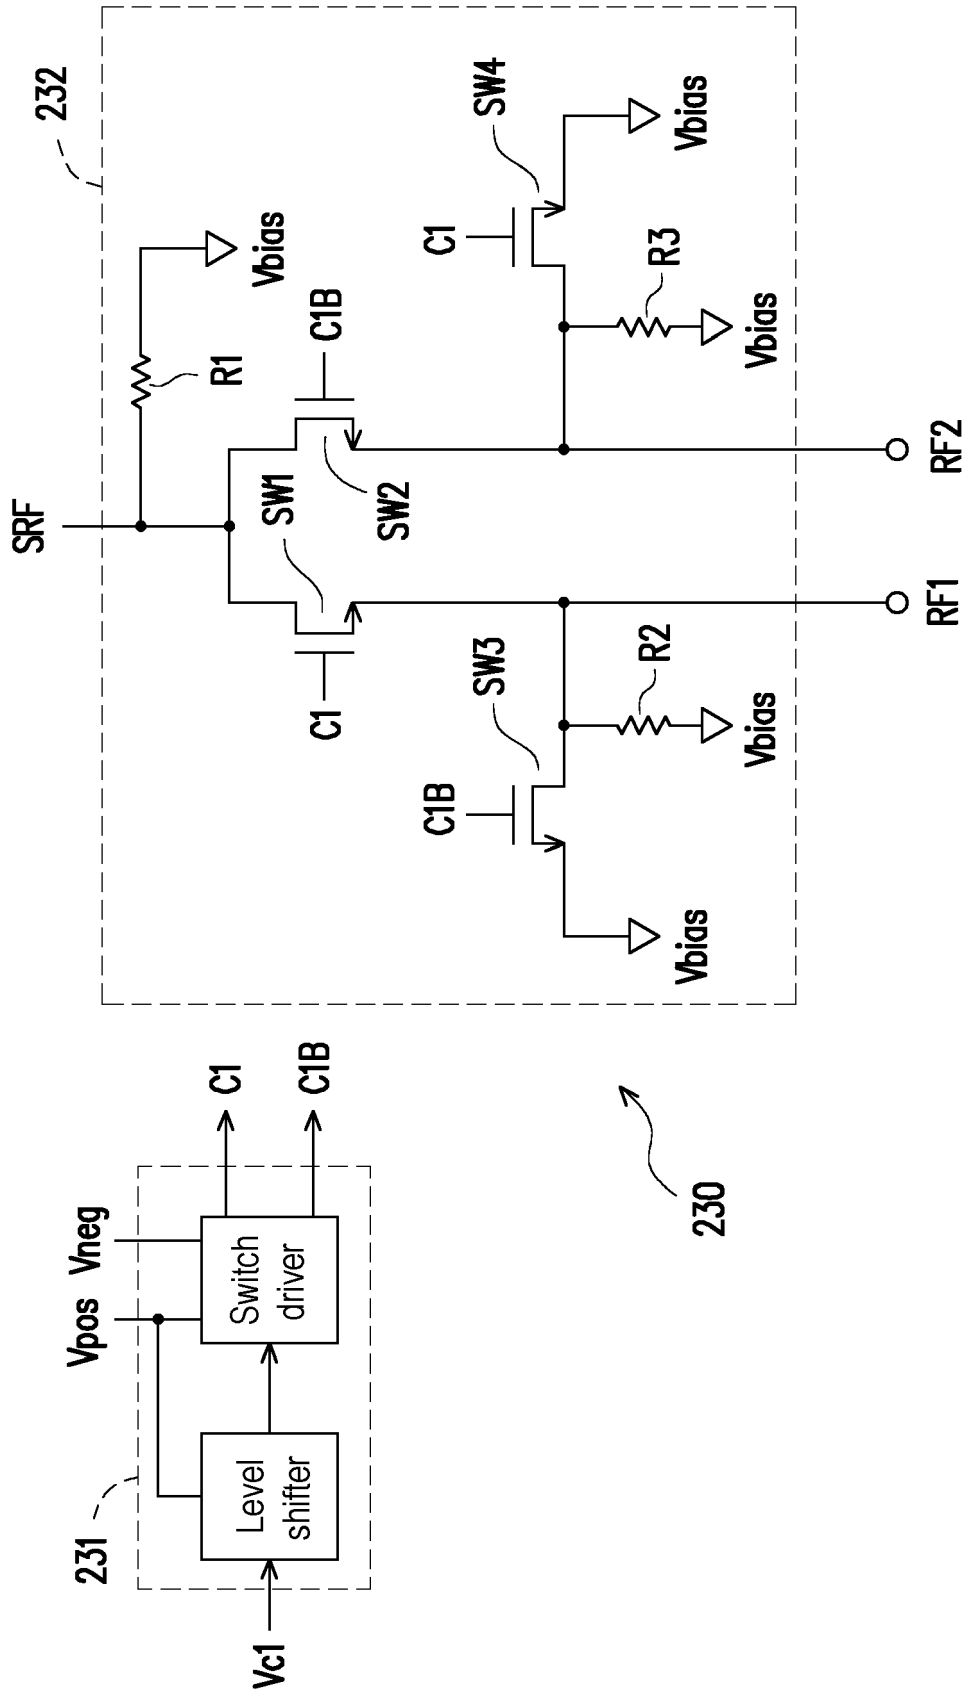 231
Vpos
Vneg
Vc1
Level
shifter
Switch
driver
C1
C1B
230
232
SRF
R1
Vbias
SW1
C1
SW2
C1B
SW3
C1B
Vbias
R2
Vbias
SW4
C1
R3
Vbias
Vbias
RF1
RF2